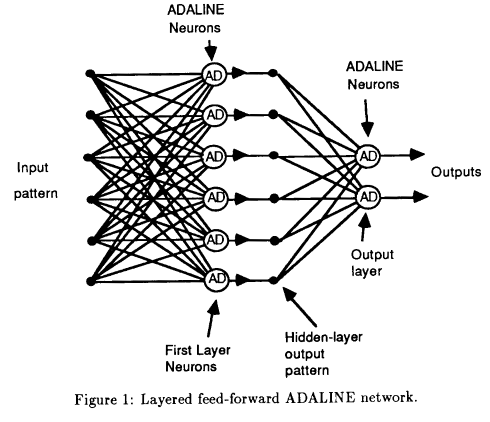 ADALINE
Neurons
ADALINE
Neurons
AD
AD
AD
AD
AD
AD
AD
AD
Input
pattern
Outputs
Output
layer
First Layer
Neurons
Hidden-layer
output
pattern
Figure 1: Layered feed-forward ADALINE network.